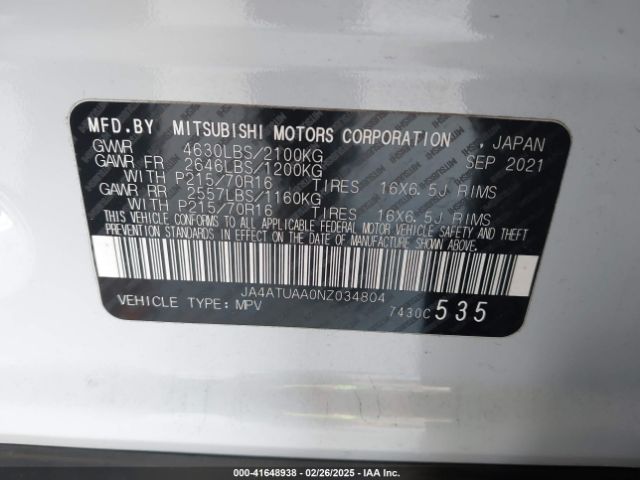 MFD.BY MITSUBISHI MOTORS CORPORATION , JAPAN
GVWR 4630LBS/2100KG SEP 2021
GAWR FR 2646LBS/1200KG
WITH P215/70R16 TIRES 16X6.5J RIMS
GAWR RR 2557LBS/1160KG
WITH P215/70R16 TIRES 16X6.5J RIMS
THIS VEHICLE CONFORMS TO ALL APPLICABLE FEDERAL MOTOR VEHICLE SAFETY AND THEFT
PREVENTION STANDARDS IN EFFECT ON THE DATE OF MANUFACTURE SHOWN ABOVE.
JA4ATUAA0NZ034804
VEHICLE TYPE: MPV 7430C 535
000-41648938 - 02/26/2025 - IAAI Branches